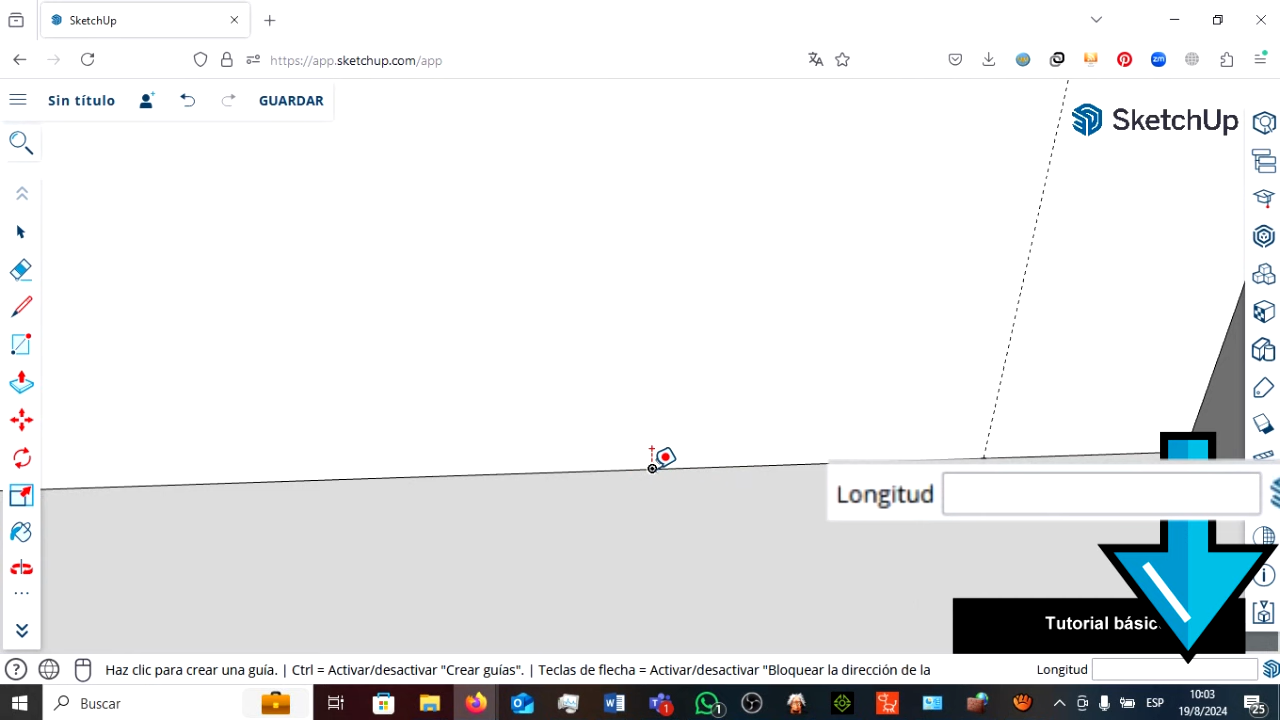 SketchUp
https://app.sketchup.com/app
Sin título
GUARDAR
SketchUp
Longitud
Tutorial básic
Haz clic para crear una guía. | Ctrl = Activar/desactivar "Crear guías". | Teclas de flecha = Activar/desactivar "Bloquear la dirección de la
Longitud
Buscar
1
1
ESP
10:03
19/8/2024
25